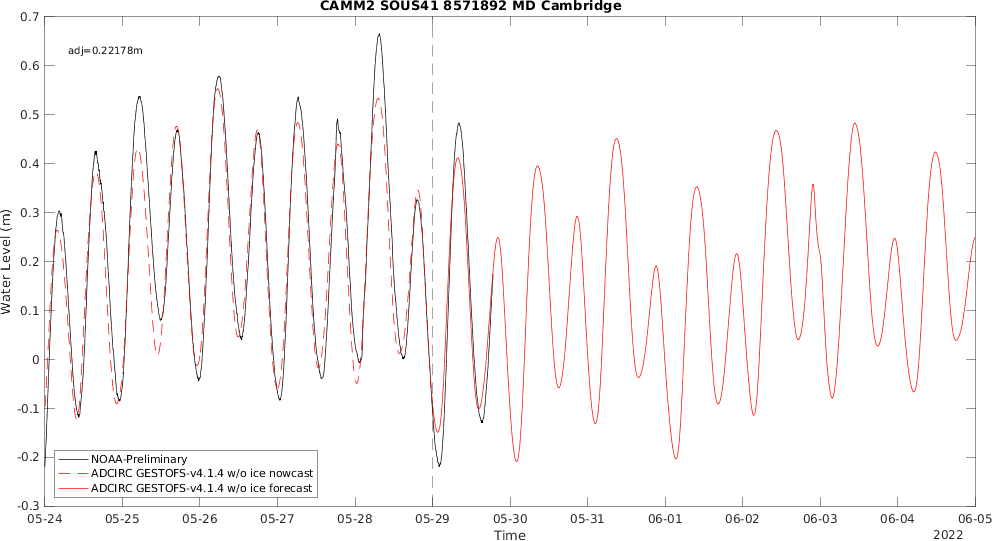 CAMM2 SOUS41 8571892 MD Cambridge
adj=0.22178m
Water Level (m)
0.7
0.6
0.5
0.4
0.3
0.2
0.1
0
-0.1
-0.2
-0.3
NOAA-Preliminary
ADCIRC GESTOFS-v4.1.4 w/o ice nowcast
ADCIRC GESTOFS-v4.1.4 w/o ice forecast
05-24 05-25 05-26 05-27 05-28 05-29 05-30 05-31 06-01 06-02 06-03 06-04 06-05
Time
2022